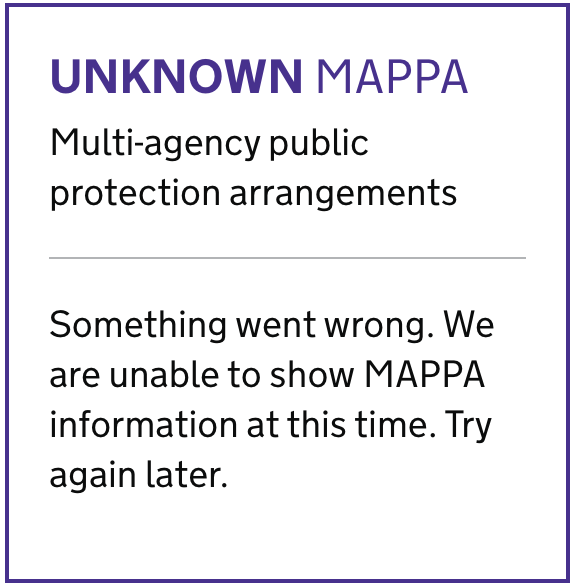 UNKNOWN MAPPA
Multi-agency public
protection arrangements
Something went wrong. We
are unable to show MAPPA
information at this time. Try
again later.